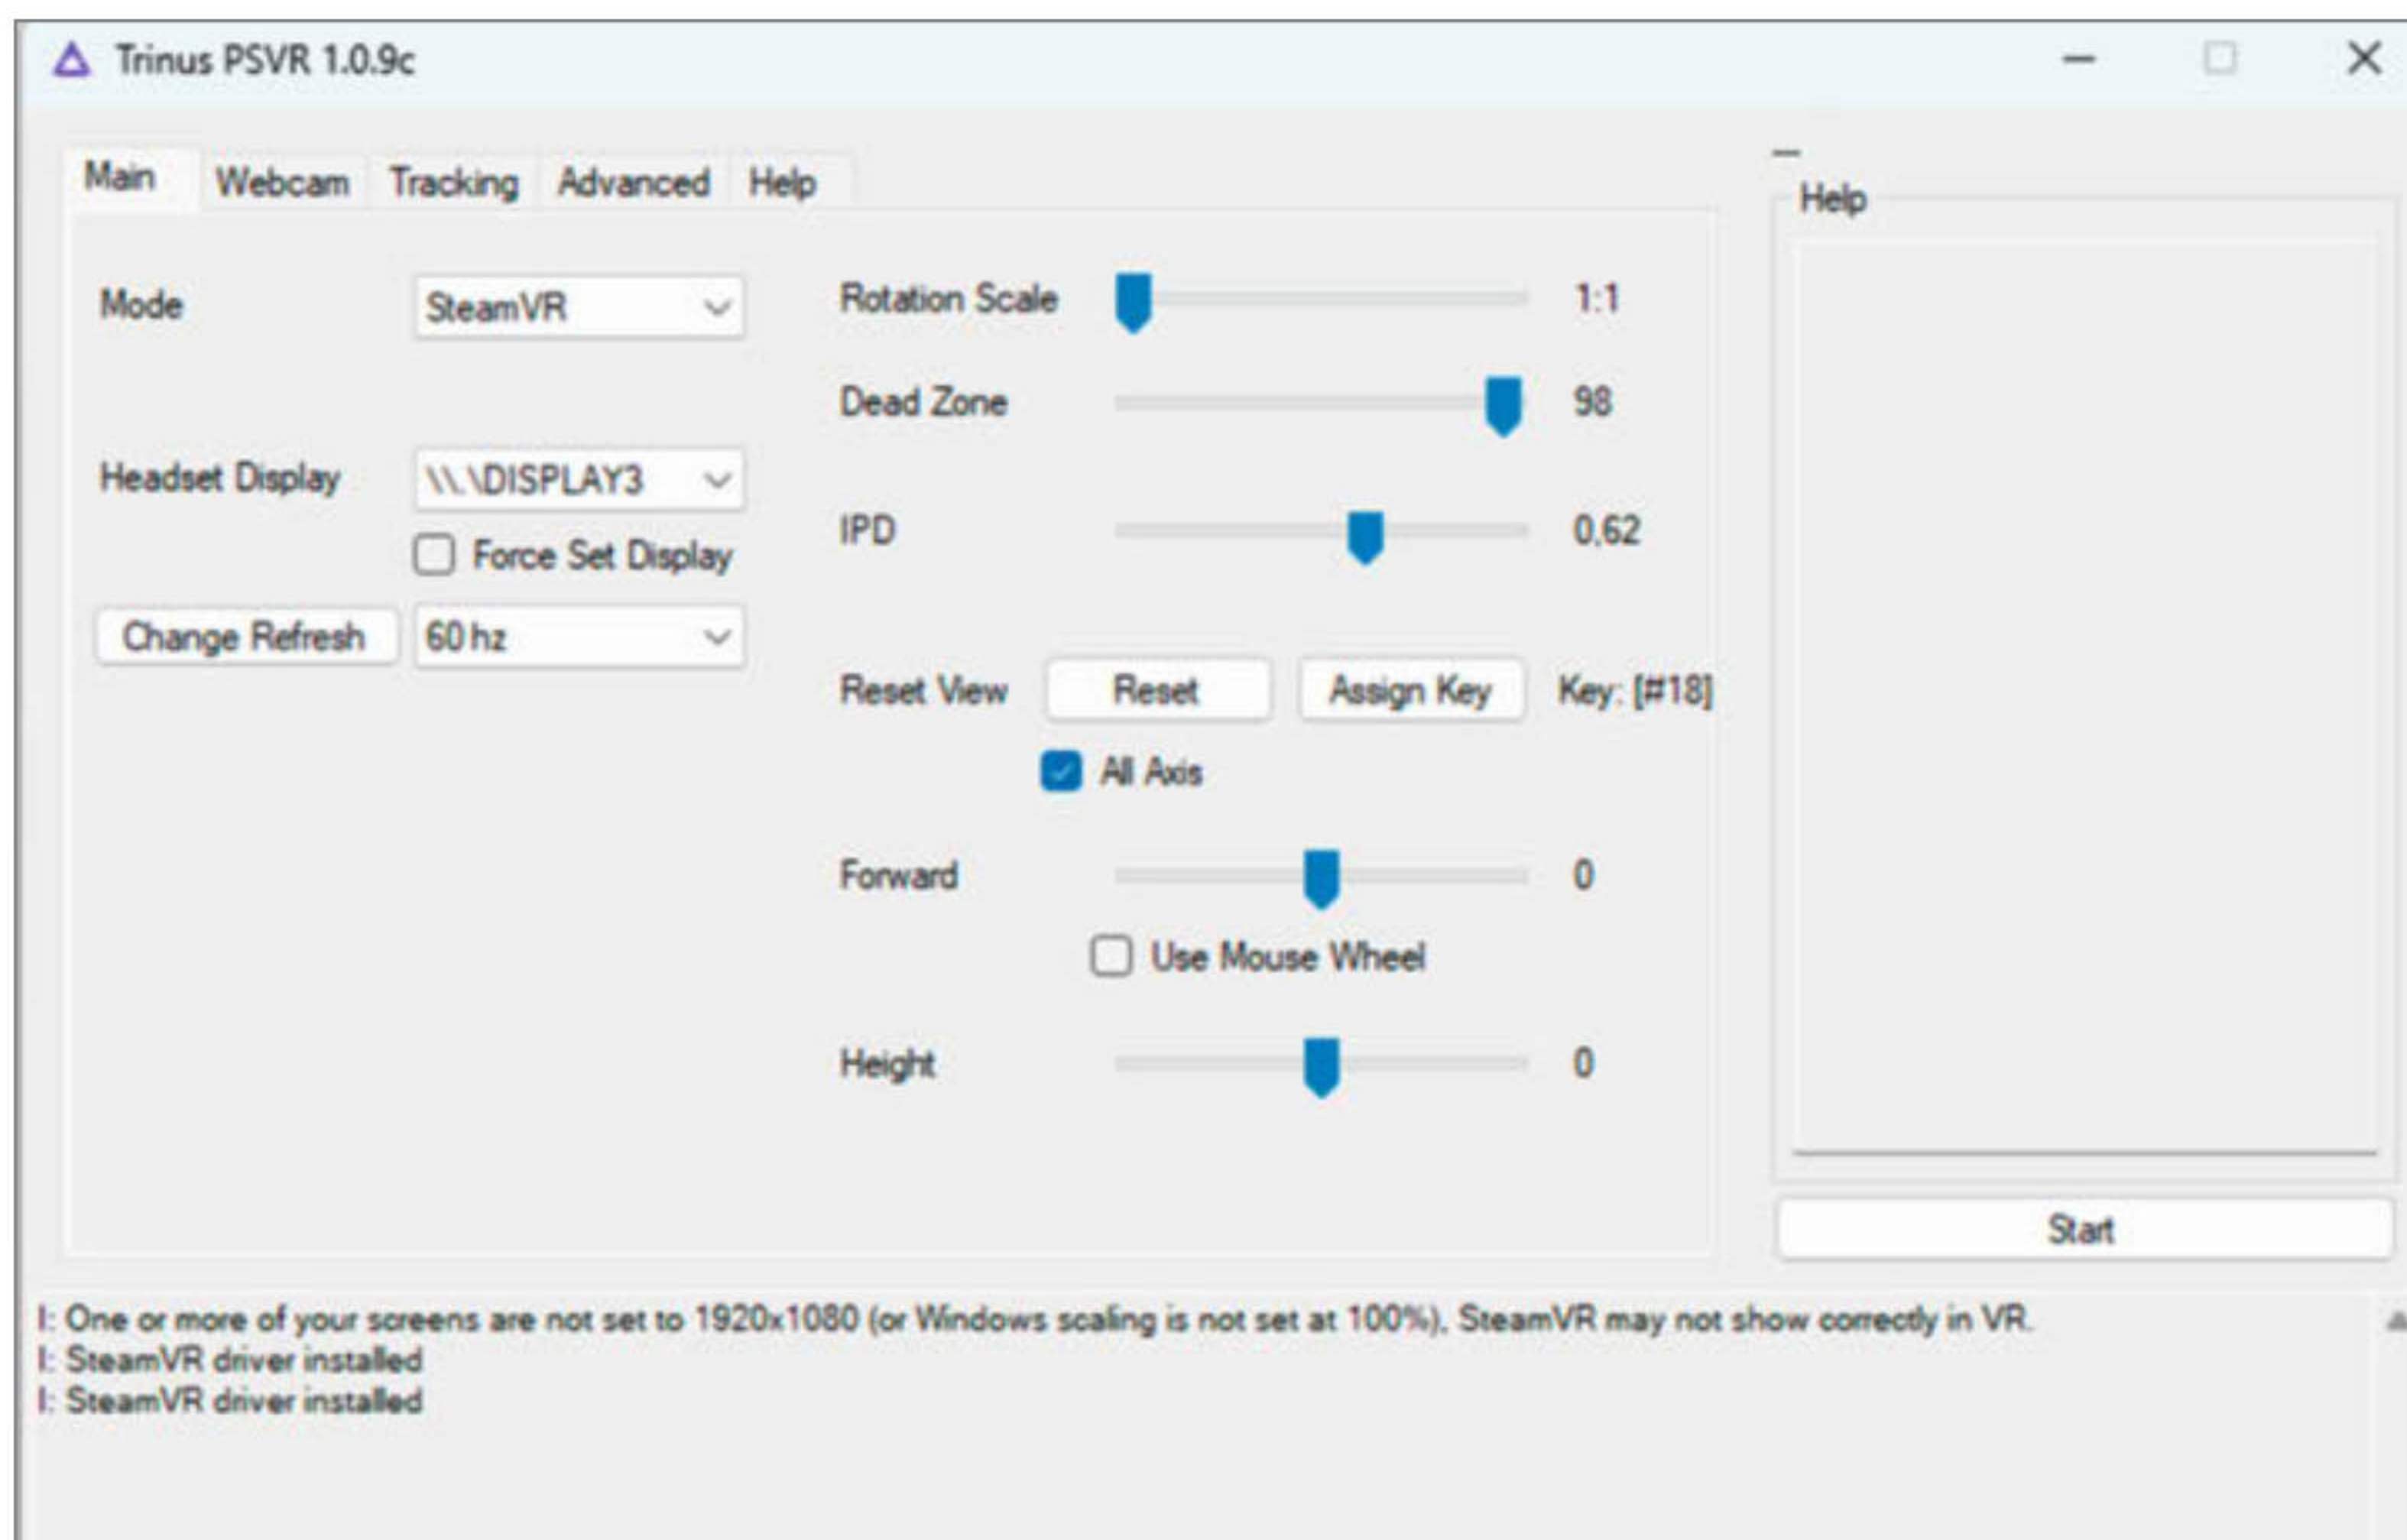 Trinus PSVR 1.0.9c
Main Webcam Tracking Advanced Help
Mode SteamVR
Headset Display \\.\DISPLAY3
Force Set Display
Change Refresh 60 hz
Rotation Scale 1:1
Dead Zone 98
IPD 0,62
Reset View Reset Assign Key Key: [#18]
All Axis
Forward 0
Use Mouse Wheel
Height 0
Help
Start
I: One or more of your screens are not set to 1920x1080 (or Windows scaling is not set at 100%), SteamVR may not show correctly in VR.
I: SteamVR driver installed
I: SteamVR driver installed